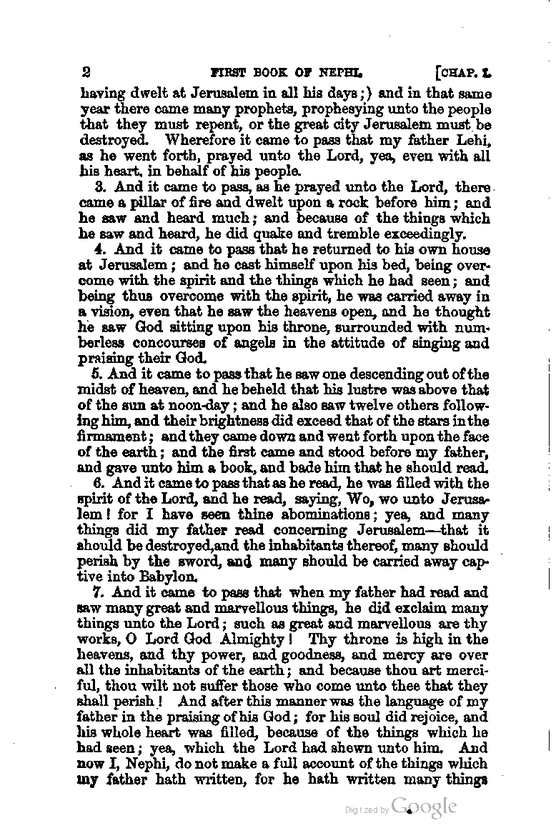 2 FIRST BOOK OF NEPHI. [CHAP. I.
having dwelt at Jerusalem in all his days;) and in that same
year there came many prophets, prophesying unto the people
that they must repent, or the great city Jerusalem must be
destroyed. Wherefore it came to pass that my father Lehi,
as he went forth, prayed unto the Lord, yea, even with all
his heart, in behalf of his people.
3. And it came to pass, as he prayed unto the Lord, there
came a pillar of fire and dwelt upon a rock before him; and
he saw and heard much; and because of the things which
he saw and heard, he did quake and tremble exceedingly.
4. And it came to pass that he returned to his own house
at Jerusalem; and he cast himself upon his bed, being over-
come with the spirit and the things which he had seen; and
being thus overcome with the spirit, he was carried away in
a vision, even that he saw the heavens open, and he thought
he saw God sitting upon his throne, surrounded with num-
berless concourses of angels in the attitude of singing and
praising their God.
5. And it came to pass that he saw one descending out of the
midst of heaven, and he beheld that his lustre was above that
of the sun at noon-day; and he also saw twelve others follow-
ing him, and their brightness did exceed that of the stars in the
firmament; and they came down and went forth upon the face
of the earth; and the first came and stood before my father,
and gave unto him a book, and bade him that he should read.
6. And it came to pass that as he read, he was filled with the
spirit of the Lord, and he read, saying, Wo, wo unto Jerusa-
lem! for I have seen thine abominations; yea, and many
things did my father read concerning Jerusalem—that it
should be destroyed, and the inhabitants thereof, many should
perish by the sword, and many should be carried away cap-
tive into Babylon.
7. And it came to pass that when my father had read and
saw many great and marvellous things, he did exclaim many
things unto the Lord; such as great and marvellous are thy
works, O Lord God Almighty! Thy throne is high in the
heavens, and thy power, and goodness, and mercy are over
all the inhabitants of the earth; and because thou art merci-
ful, thou wilt not suffer those who come unto thee that they
shall perish! And after this manner was the language of my
father in the praising of his God; for his soul did rejoice, and
his whole heart was filled, because of the things which he
had seen; yea, which the Lord had shewn unto him. And
now I, Nephi, do not make a full account of the things which
my father hath written, for he hath written many things
Digitized by Google